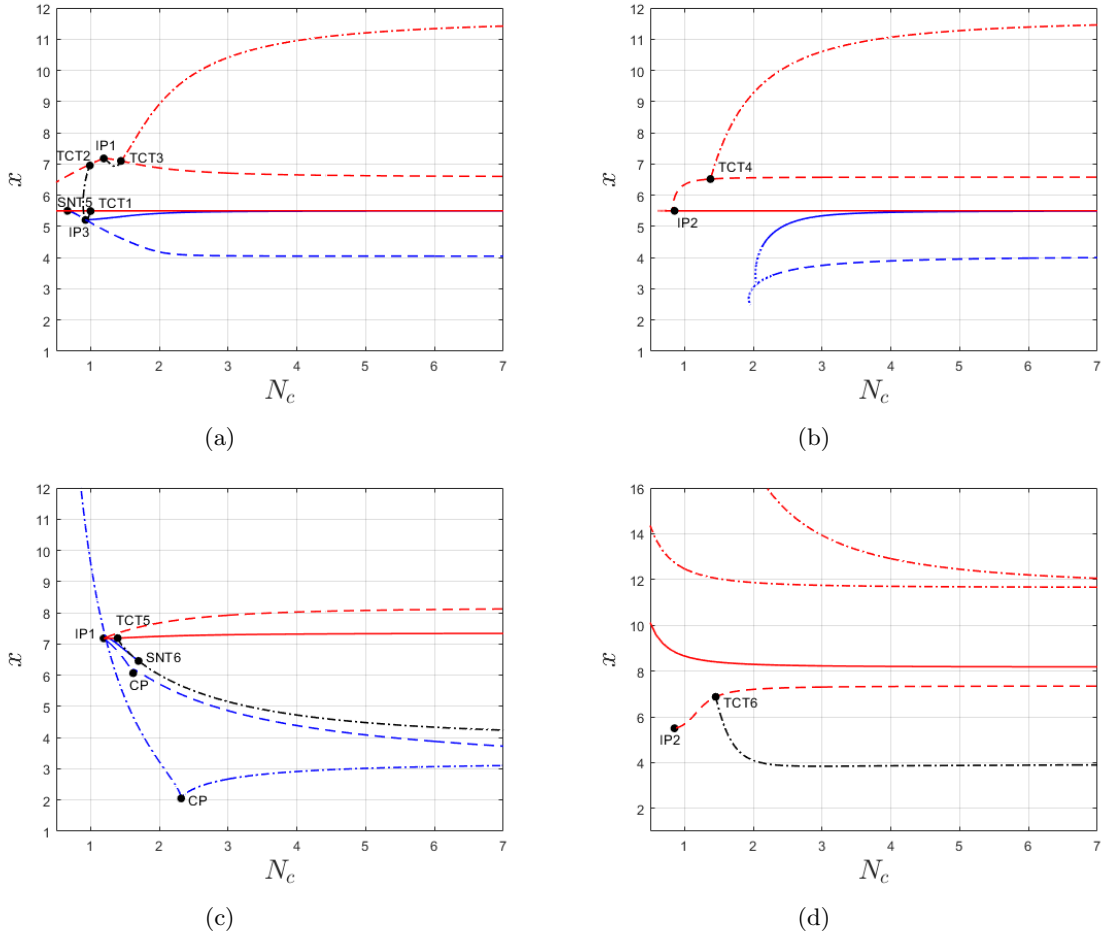 12
11
10
9
8
7
6
5
4
3
2
1
x
IP1
TCT2
TCT3
SNT5
TCT1
IP3
1 2 3 4 5 6 7
N_c
(a)
12
11
10
9
8
7
6
5
4
3
2
1
x
TCT4
IP2
1 2 3 4 5 6 7
N_c
(b)
12
11
10
9
8
7
6
5
4
3
2
1
x
TCT5
IP1
SNT6
CP
CP
1 2 3 4 5 6 7
N_c
(c)
16
14
12
10
8
6
4
2
x
TCT6
IP2
1 2 3 4 5 6 7
N_c
(d)